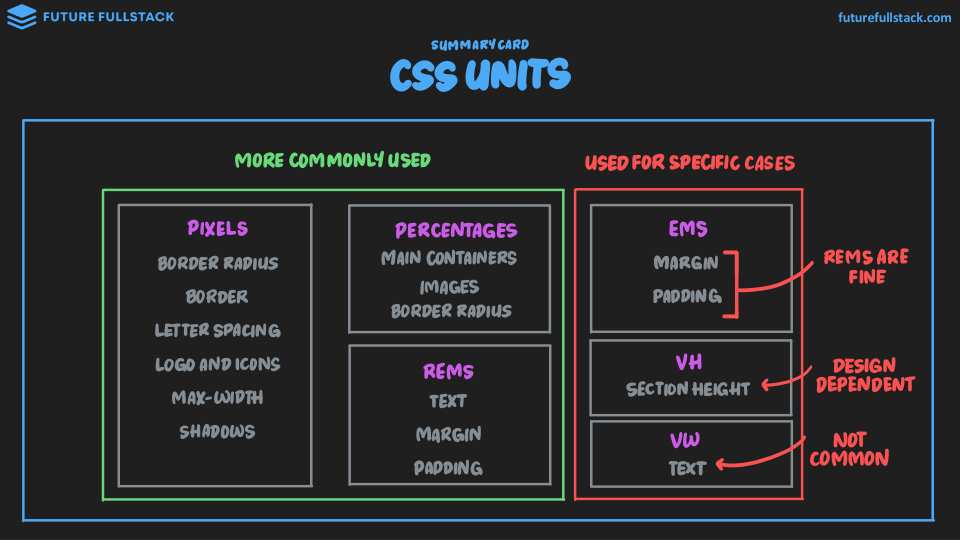 FUTURE FULLSTACK
futurefullstack.com
SUMMARY CARD
CSS UNITS
MORE COMMONLY USED
PIXELS
BORDER RADIUS
BORDER
LETTER SPACING
LOGO AND ICONS
MAX-WIDTH
SHADOWS
PERCENTAGES
MAIN CONTAINERS
IMAGES
BORDER RADIUS
REMS
TEXT
MARGIN
PADDING
USED FOR SPECIFIC CASES
EMS
MARGIN
PADDING
REMS ARE
FINE
VH
SECTION HEIGHT
DESIGN
DEPENDENT
VW
TEXT
NOT
COMMON